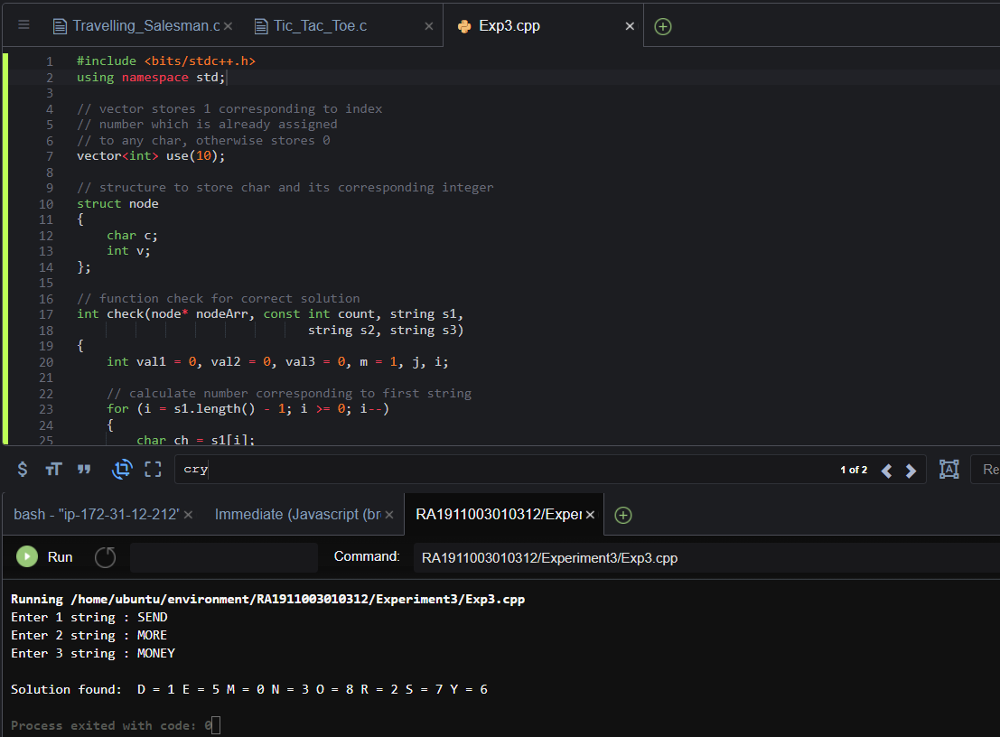 Travelling_Salesman.c Tic_Tac_Toe.c Exp3.cpp
1 #include <bits/stdc++.h>
2 using namespace std;
3
4 // vector stores 1 corresponding to index
5 // number which is already assigned
6 // to any char, otherwise stores 0
7 vector<int> use(10);
8
9 // structure to store char and its corresponding integer
10 struct node
11 {
12 char c;
13 int v;
14 };
15
16 // function check for correct solution
17 int check(node* nodeArr, const int count, string s1,
18 string s2, string s3)
19 {
20 int val1 = 0, val2 = 0, val3 = 0, m = 1, j, i;
21
22 // calculate number corresponding to first string
23 for (i = s1.length() - 1; i >= 0; i--)
24 {
25 char ch = s1[i];
cry 1 of 2 Re
bash - "ip-172-31-12-212" Immediate (Javascript (br RA1911003010312/Exper
Run Command: RA1911003010312/Experiment3/Exp3.cpp
Running /home/ubuntu/environment/RA1911003010312/Experiment3/Exp3.cpp
Enter 1 string : SEND
Enter 2 string : MORE
Enter 3 string : MONEY
Solution found: D = 1 E = 5 M = 0 N = 3 O = 8 R = 2 S = 7 Y = 6
Process exited with code: 0